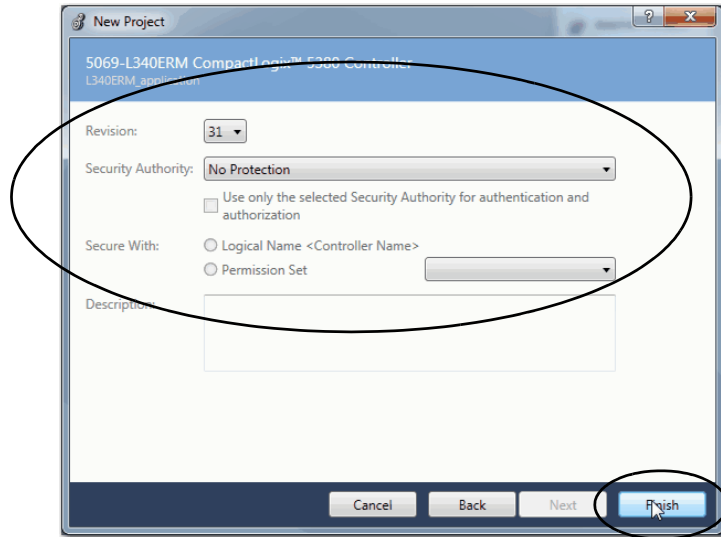 New Project
?
5069-L340ERM CompactLogix™ 5380 Controller
L340ERM_application
Revision:
31
Security Authority:
No Protection
Use only the selected Security Authority for authentication and
authorization
Secure With:
Logical Name <Controller Name>
Permission Set
Description:
Cancel
Back
Next
Finish